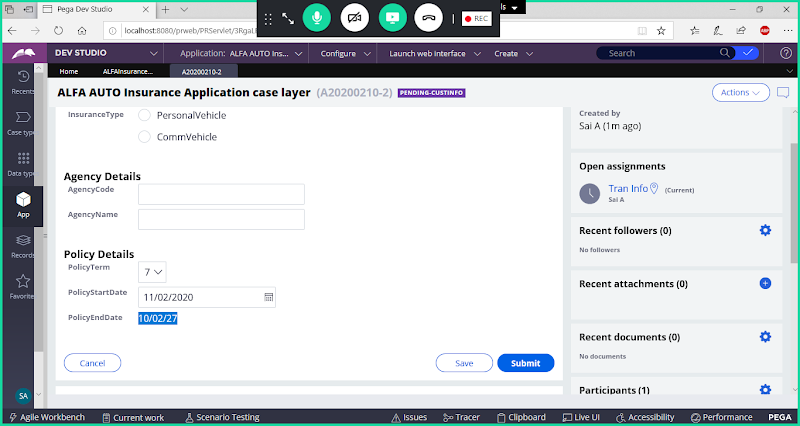 Pega Dev Studio
localhost:8080/prweb/PRServlet/3RgaLI
REC
DEV STUDIO
Application: ALFA AUTO Ins...
Configure
Launch web interface
Create
Search
Home
ALFAInsurance...
A20200210-2
Recents
Case type
Data type
App
Records
Favorite
SA
ALFA AUTO Insurance Application case layer (A20200210-2) PENDING-CUSTINFO
Actions
InsuranceType
PersonalVehicle
CommVehicle
Agency Details
AgencyCode
AgencyName
Policy Details
PolicyTerm
7
PolicyStartDate
11/02/2020
PolicyEndDate
10/02/27
Cancel
Save
Submit
Created by
Sai A (1m ago)
Open assignments
Tran Info (Current)
Sai A
Recent followers (0)
No followers
Recent attachments (0)
Recent documents (0)
No documents
Participants (1)
Agile Workbench
Current work
Scenario Testing
Issues
Tracer
Clipboard
Live UI
Accessibility
Performance
PEGA